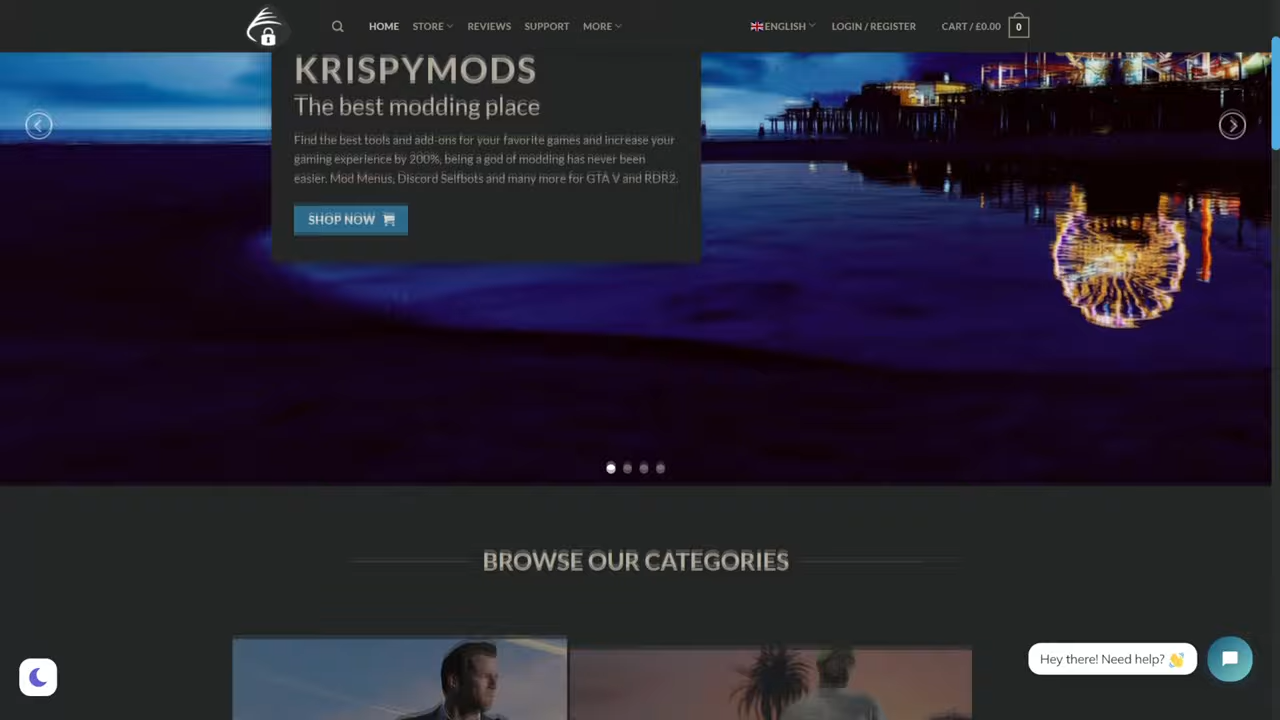 HOME
STORE
REVIEWS
SUPPORT
MORE
ENGLISH
LOGIN / REGISTER
CART / £0.00
0
KRISPYMODS
The best modding place
Find the best tools and add-ons for your favorite games and increase your
gaming experience by 200%, being a god of modding has never been
easier. Mod Menus, Discord Selfbots and many more for GTA V and RDR2.
SHOP NOW
BROWSE OUR CATEGORIES
Hey there! Need help? 👋